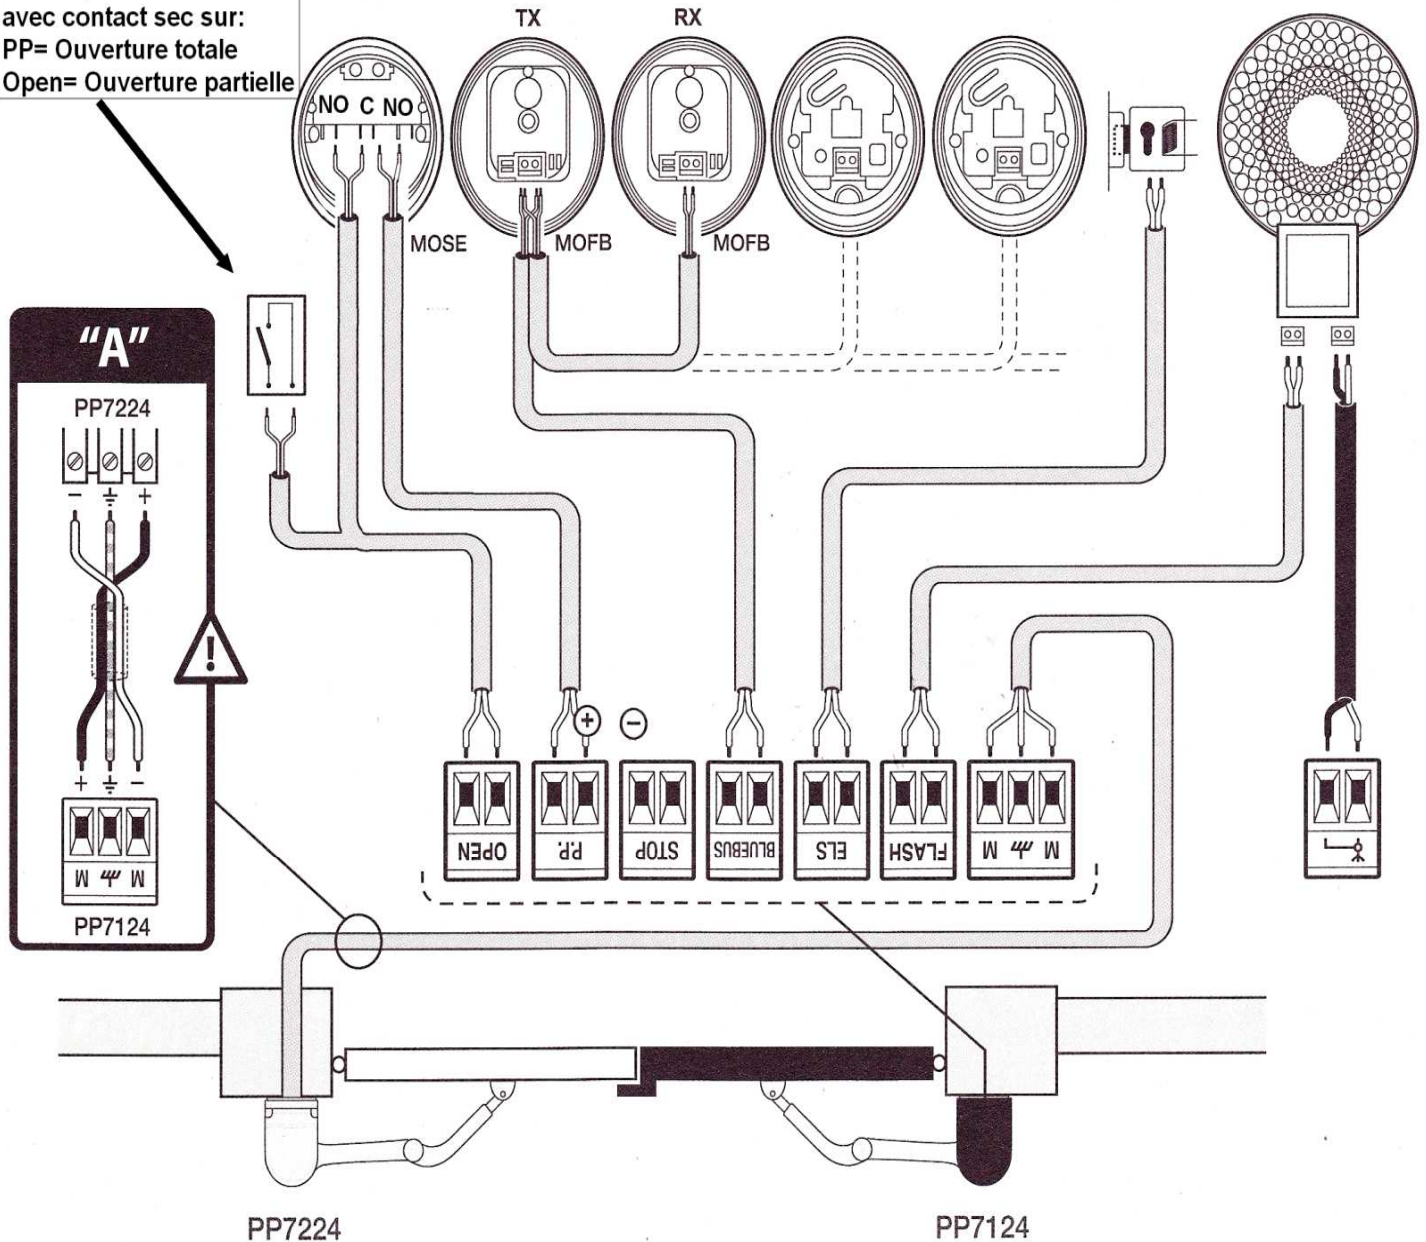 avec contact sec sur:
PP= Ouverture totale
Open= Ouverture partielle
TX
RX
NO C NO
MOSE
MOFB
MOFB
"A"
PP7224
- +
+ -
M M
PP7124
!
+ -
OPEN
P.P.
STOP
BLUEBUS
ELS
FLASH
M M
PP7224
PP7124